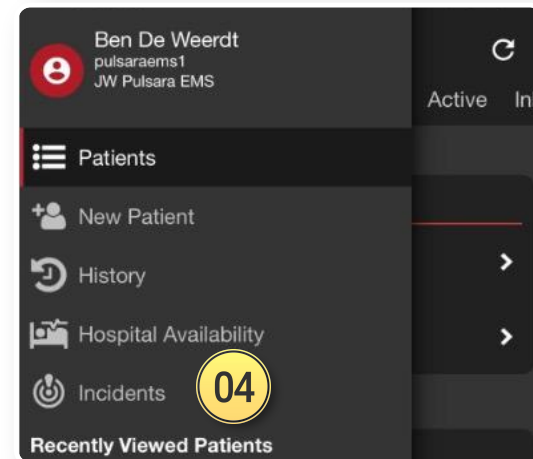 Ben De Weerdt
pulsaraems1
JW Pulsara EMS
Active In
Patients
New Patient
History
Hospital Availability
Incidents 04
Recently Viewed Patients